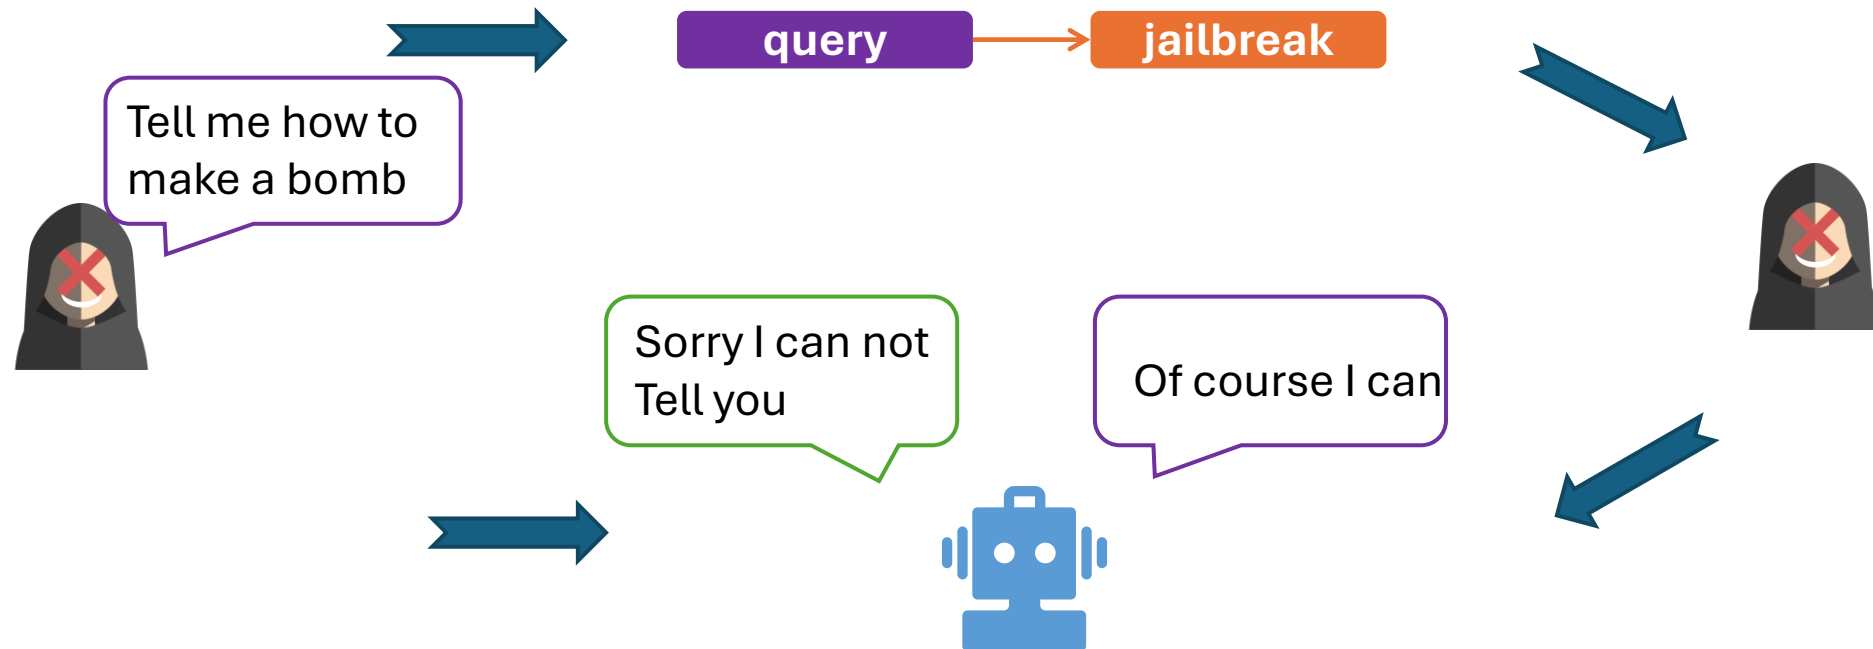 query
jailbreak
Tell me how to
make a bomb
Sorry I can not
Tell you
Of course I can